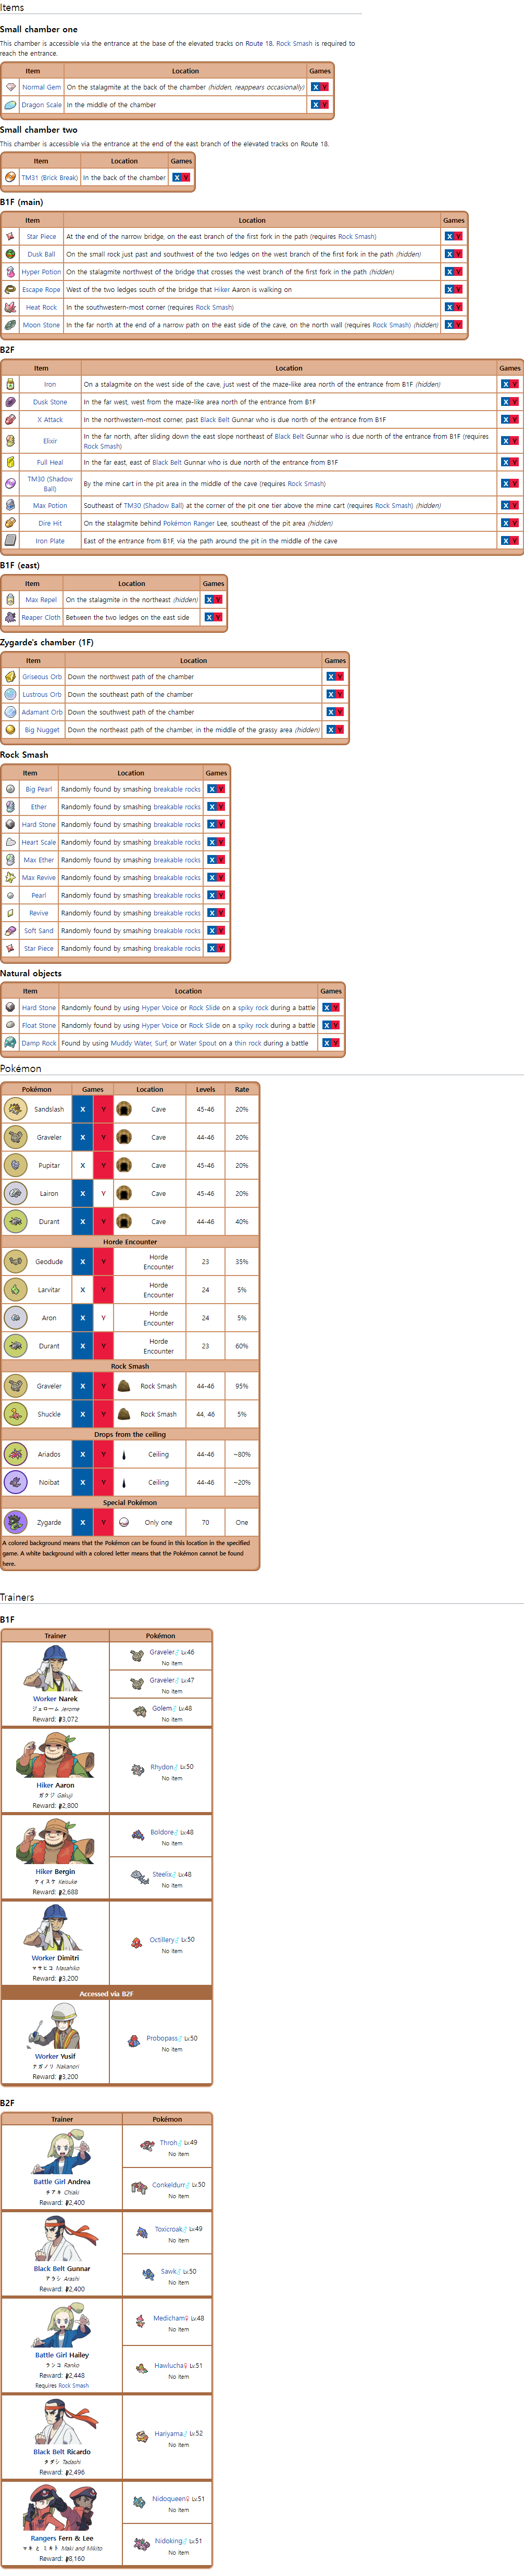 Items
Small chamber one
This chamber is accessible via the entrance at the base of the elevated tracks on Route 18. Rock Smash is required to
reach the entrance.
Item Location Games
Normal Gem On the stalagmite at the back of the chamber (hidden; reappears occasionally) X Y
Dragon Scale In the middle of the chamber X Y
Small chamber two
This chamber is accessible via the entrance at the end of the east branch of the elevated tracks on Route 18.
Item Location Games
TM31 (Brick Break) In the back of the chamber X Y
B1F (main)
Item Location Games
Star Piece At the end of the narrow bridge, on the east branch of the first fork in the path (requires Rock Smash) X Y
Dusk Ball On the small rock just past and southwest of the two ledges on the west branch of the first fork in the path (hidden) X Y
Hyper Potion On the stalagmite northwest of the bridge that crosses the west branch of the first fork in the path (hidden) X Y
Escape Rope West of the two ledges south of the bridge that Hiker Aaron is walking on X Y
Heat Rock In the southwestern-most corner (requires Rock Smash) X Y
Moon Stone In the far north at the end of a narrow path on the east side of the cave, on the north wall (requires Rock Smash) (hidden) X Y
B2F
Item Location Games
Iron On a stalagmite on the west side of the cave, just west of the maze-like area north of the entrance from B1F (hidden) X Y
Dusk Stone In the far west, west from the maze-like area north of the entrance from B1F X Y
X Attack In the northwestern-most corner, past Black Belt Gunnar who is due north of the entrance from B1F X Y
Elixir In the far north, after sliding down the east slope northeast of Black Belt Gunnar who is due north of the entrance from B1F (requires
Rock Smash) X Y
Full Heal In the far east, east of Black Belt Gunnar who is due north of the entrance from B1F X Y
TM30 (Shadow
Ball) By the mine cart in the pit area in the middle of the cave (requires Rock Smash) X Y
Max Potion Southeast of TM30 (Shadow Ball) at the corner of the pit one tier above the mine cart (requires Rock Smash) (hidden) X Y
Dire Hit On the stalagmite behind Pokémon Ranger Lee, southeast of the pit area (hidden) X Y
Iron Plate East of the entrance from B1F, via the path around the pit in the middle of the cave X Y
B1F (east)
Item Location Games
Max Repel On the stalagmite in the northeast (hidden) X Y
Reaper Cloth Between the two ledges on the east side X Y
Zygarde's chamber (1F)
Item Location Games
Griseous Orb Down the northwest path of the chamber X Y
Lustrous Orb Down the southeast path of the chamber X Y
Adamant Orb Down the southwest path of the chamber X Y
Big Nugget Down the northeast path of the chamber, in the middle of the grassy area (hidden) X Y
Rock Smash
Item Location Games
Big Pearl Randomly found by smashing breakable rocks X Y
Ether Randomly found by smashing breakable rocks X Y
Hard Stone Randomly found by smashing breakable rocks X Y
Heart Scale Randomly found by smashing breakable rocks X Y
Max Ether Randomly found by smashing breakable rocks X Y
Max Revive Randomly found by smashing breakable rocks X Y
Pearl Randomly found by smashing breakable rocks X Y
Revive Randomly found by smashing breakable rocks X Y
Soft Sand Randomly found by smashing breakable rocks X Y
Star Piece Randomly found by smashing breakable rocks X Y
Natural objects
Item Location Games
Hard Stone Randomly found by using Hyper Voice or Rock Slide on a spiky rock during a battle X Y
Float Stone Randomly found by using Hyper Voice or Rock Slide on a spiky rock during a battle X Y
Damp Rock Found by using Muddy Water, Surf, or Water Spout on a thin rock during a battle X Y
Pokémon
Pokémon Games Location Levels Rate
Sandslash X Y Cave 45-46 20%
Graveler X Y Cave 44-46 20%
Pupitar X Y Cave 45-46 20%
Lairon X Y Cave 45-46 20%
Durant X Y Cave 44-46 40%
Horde Encounter
Geodude X Y Horde
Encounter 23 35%
Larvitar X Y Horde
Encounter 24 5%
Aron X Y Horde
Encounter 24 5%
Durant X Y Horde
Encounter 23 60%
Rock Smash
Graveler X Y Rock Smash 44-46 95%
Shuckle X Y Rock Smash 44, 46 5%
Drops from the ceiling
Ariados X Y Ceiling 44-46 ~80%
Noibat X Y Ceiling 44-46 ~20%
Special Pokémon
Zygarde X Y Only one 70 One
A colored background means that the Pokémon can be found in this location in the specified
game. A white background with a colored letter means that the Pokémon cannot be found
here.
Trainers
B1F
Trainer Pokémon
Graveler♂ Lv.46
No item
Graveler♂ Lv.47
No item
Golem♂ Lv.48
No item
Worker Narek
ジェローム Jerome
Reward: 3,072
Rhydon♂ Lv.50
No item
Hiker Aaron
ガクジ Gakuji
Reward: 2,800
Boldore♂ Lv.48
No item
Steelix♂ Lv.48
No item
Hiker Bergin
ケイスケ Keisuke
Reward: 2,688
Octillery♂ Lv.50
No item
Worker Dimitri
マサヒコ Masahiko
Reward: 3,200
Accessed via B2F
Probopass♂ Lv.50
No item
Worker Yusif
ナガノリ Nakanori
Reward: 3,200
B2F
Trainer Pokémon
Throh♂ Lv.49
No item
Conkeldurr♂ Lv.50
No item
Battle Girl Andrea
チアキ Chiaki
Reward: 2,400
Toxicroak♂ Lv.49
No item
Sawk♂ Lv.50
No item
Black Belt Gunnar
アラシ Arashi
Reward: 2,400
Medicham♀ Lv.48
No item
Hawlucha♀ Lv.51
No item
Battle Girl Hailey
ランコ Ranko
Reward: 2,448
Requires Rock Smash
Hariyama♂ Lv.52
No item
Black Belt Ricardo
タダシ Tadashi
Reward: 2,496
Nidoqueen♀ Lv.51
No item
Nidoking♂ Lv.51
No item
Rangers Fern & Lee
マキ と ミキト Maki and Mikito
Reward: 8,160